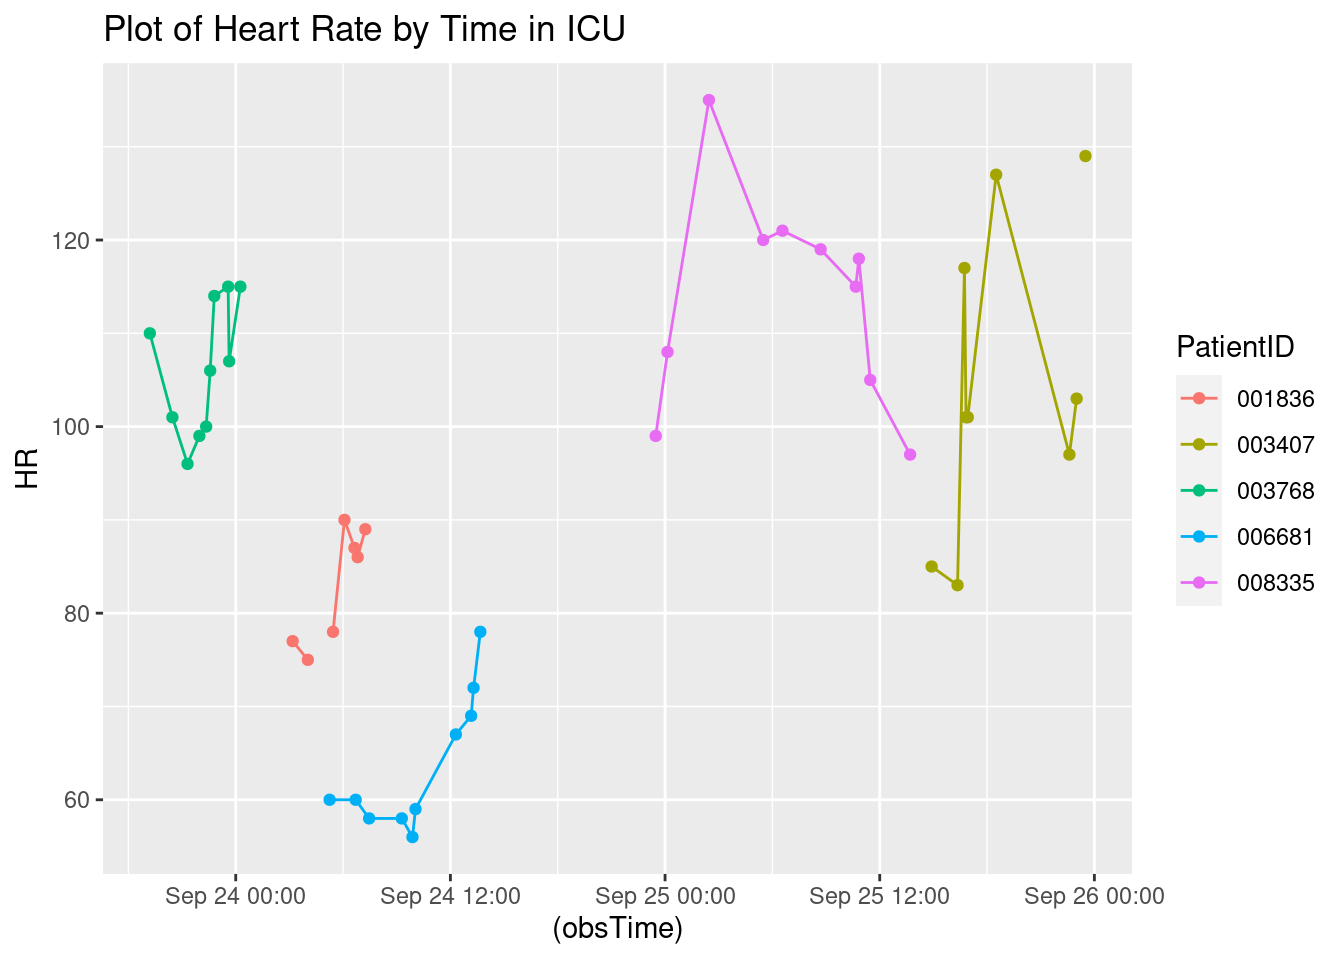 Plot of Heart Rate by Time in ICU
HR
120
100
80
60
Sep 24 00:00 Sep 24 12:00 Sep 25 00:00 Sep 25 12:00 Sep 26 00:00
(obsTime)
PatientID
001836
003407
003768
006681
008335